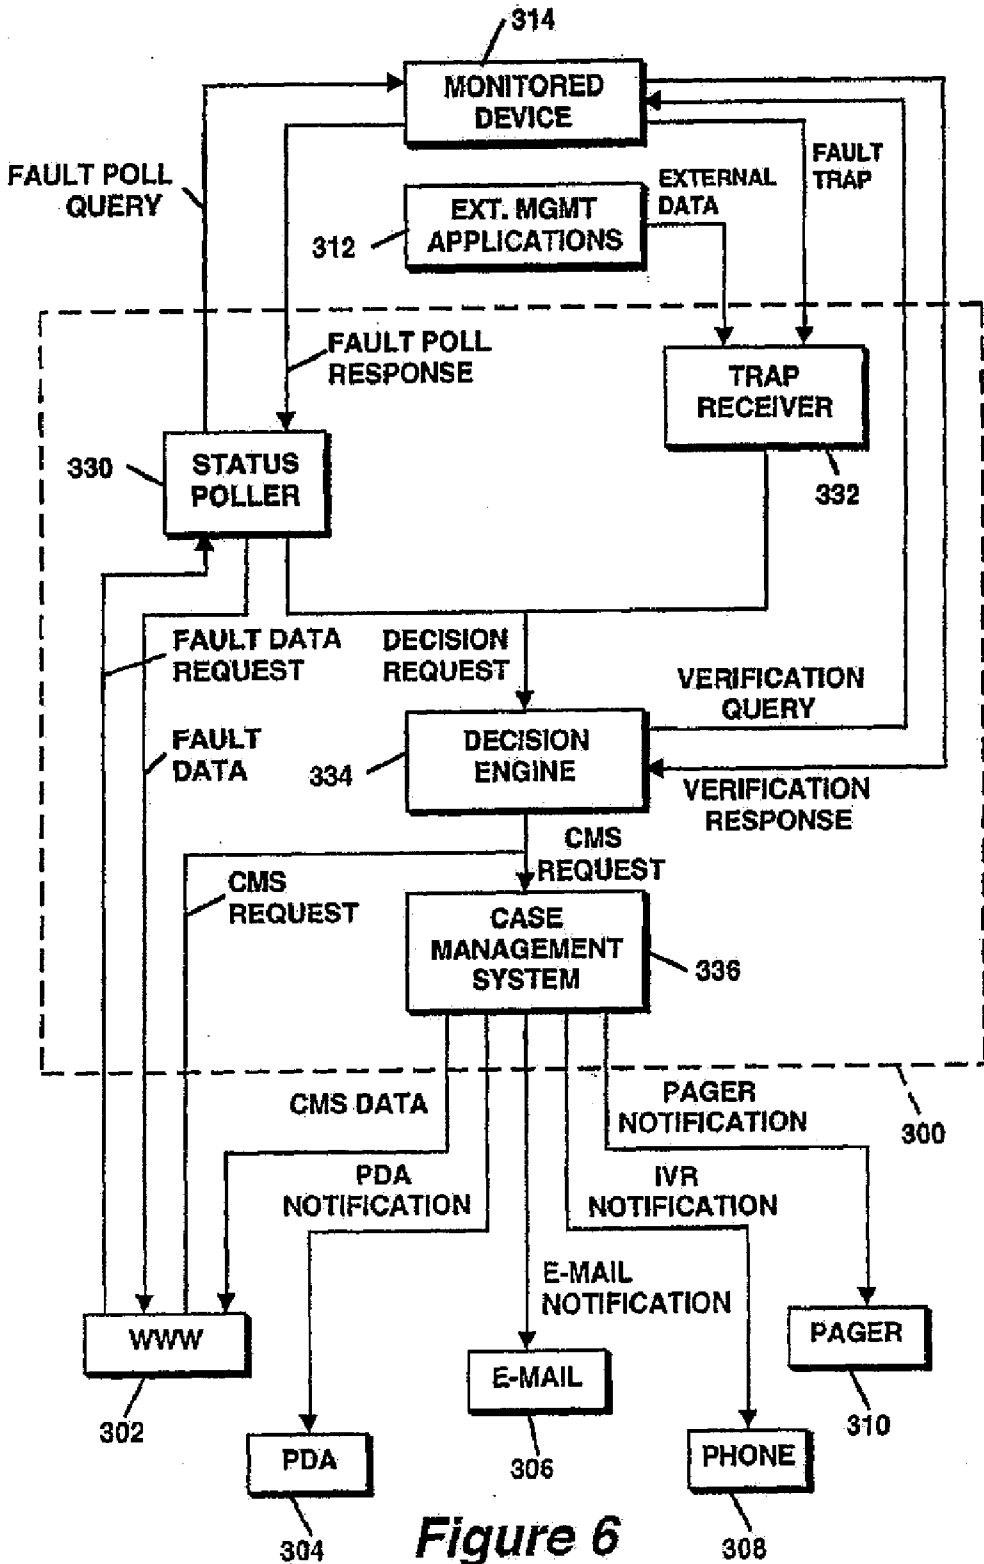 314
MONITORED
DEVICE
FAULT POLL
QUERY
EXT. MGMT
APPLICATIONS
312
EXTERNAL
DATA
FAULT
TRAP
FAULT POLL
RESPONSE
TRAP
RECEIVER
332
330
STATUS
POLLER
FAULT DATA
REQUEST
DECISION
REQUEST
VERIFICATION
QUERY
FAULT
DATA
334
DECISION
ENGINE
VERIFICATION
RESPONSE
CMS
REQUEST
CMS
REQUEST
CASE
MANAGEMENT
SYSTEM
336
300
CMS DATA
PAGER
NOTIFICATION
PDA
NOTIFICATION
IVR
NOTIFICATION
E-MAIL
NOTIFICATION
WWW
302
PDA
304
E-MAIL
306
PHONE
308
PAGER
310
Figure 6